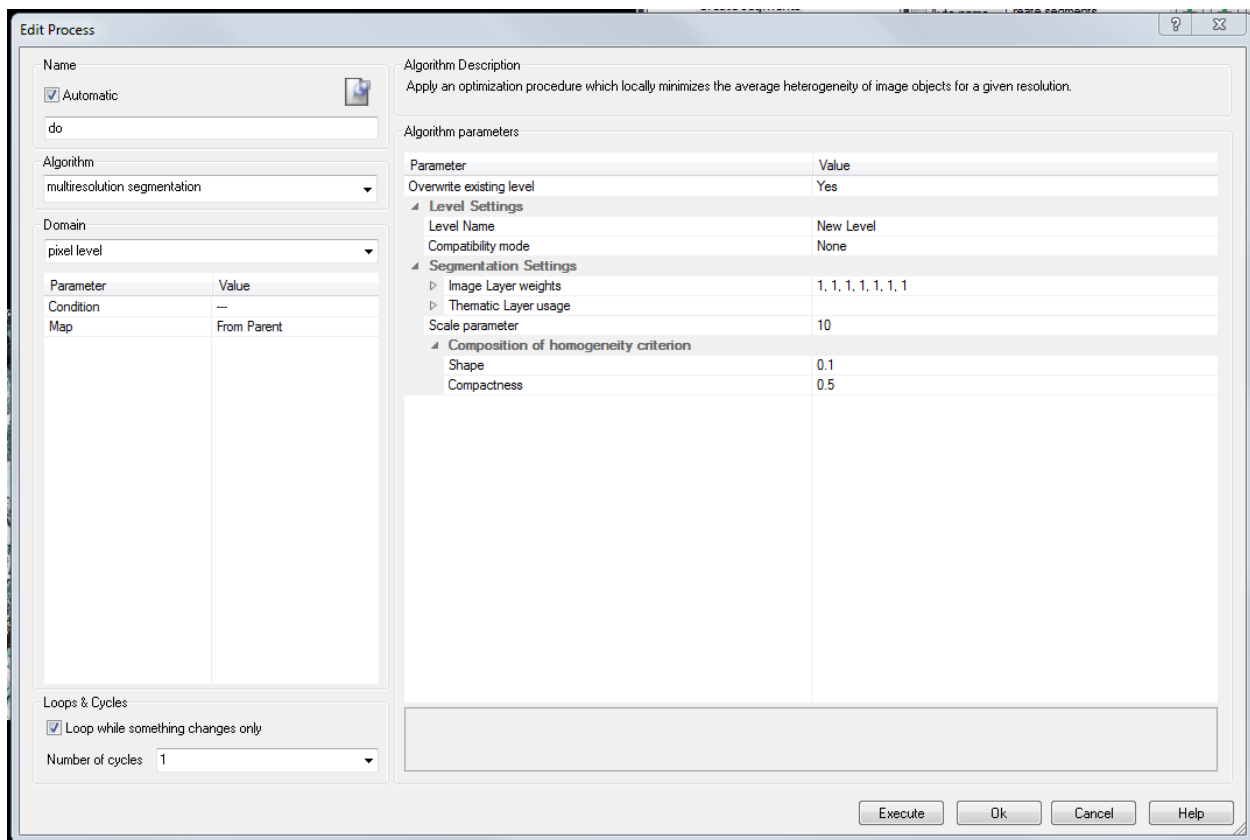 Edit Process
Name
Automatic
do
Algorithm
multiresolution segmentation
Domain
pixel level
Parameter Value
Condition ---
Map From Parent
Loops & Cycles
Loop while something changes only
Number of cycles 1
Algorithm Description
Apply an optimization procedure which locally minimizes the average heterogeneity of image objects for a given resolution.
Algorithm parameters
Parameter Value
Overwrite existing level Yes
Level Settings
Level Name New Level
Compatibility mode None
Segmentation Settings
Image Layer weights 1, 1, 1, 1, 1, 1, 1
Thematic Layer usage
Scale parameter 10
Composition of homogeneity criterion
Shape 0.1
Compactness 0.5
Execute Ok Cancel Help